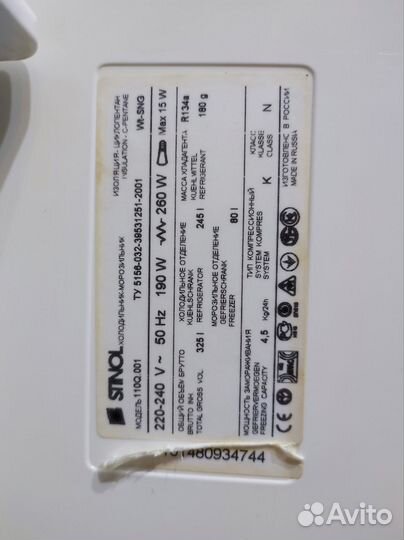 STINOL
ХОЛОДИЛЬНИК-МОРОЗИЛЬНИК
ИЗОЛЯЦИЯ - ЦИКЛОПЕНТАН
INSULATION - C-PENTANE
МОДЕЛЬ 110Q.001
ТУ 5156-032-39531251-2001
WI-SNG
220-240 V ~ 50 Hz 190 W 260 W Max 15 W
ОБЩИЙ ОБЪЕМ БРУТТО
BRUTTO INH
TOTAL GROSS VOL
325 l
ХОЛОДИЛЬНОЕ ОТДЕЛЕНИЕ
KUEHLSCHRANK
REFRIGERATOR
245 l
МАССА ХЛАДАГЕНТА
KUEHLMITTEL
REFRIGERANT
R134a
180 g
МОРОЗИЛЬНОЕ ОТДЕЛЕНИЕ
GEFRIERSCHRANK
FREEZER
80 l
МОЩНОСТЬ ЗАМОРАЖИВАНИЯ
GEFRIERVERMOEGEN
FREEZING CAPACITY
4,5 Kg/24h
ТИП КОМПРЕССИОННЫЙ
SYSTEM KOMPRES
SYSTEM
K
КЛАСС
KLASSE
CLASS
N
CE
ИЗГОТОВЛЕНО В РОССИИ
MADE IN RUSSIA
1480934744
Avito